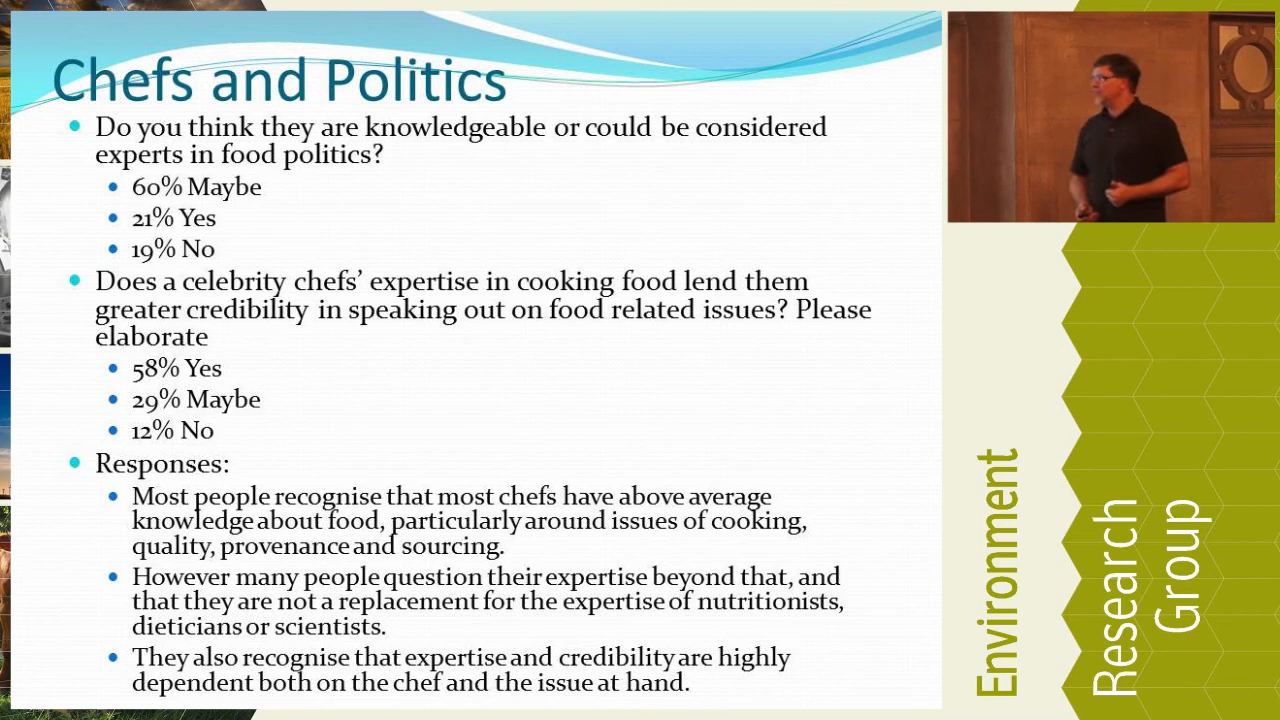 Chefs and Politics
Do you think they are knowledgeable or could be considered
experts in food politics?
60% Maybe
21% Yes
19% No
Does a celebrity chefs' expertise in cooking food lend them
greater credibility in speaking out on food related issues? Please
elaborate
58% Yes
29% Maybe
12% No
Responses:
Most people recognise that most chefs have above average
knowledge about food, particularly around issues of cooking,
quality, provenance and sourcing.
However many people question their expertise beyond that, and
that they are not a replacement for the expertise of nutritionists,
dieticians or scientists.
They also recognise that expertise and credibility are highly
dependent both on the chef and the issue at hand.
Environment
Research
Group